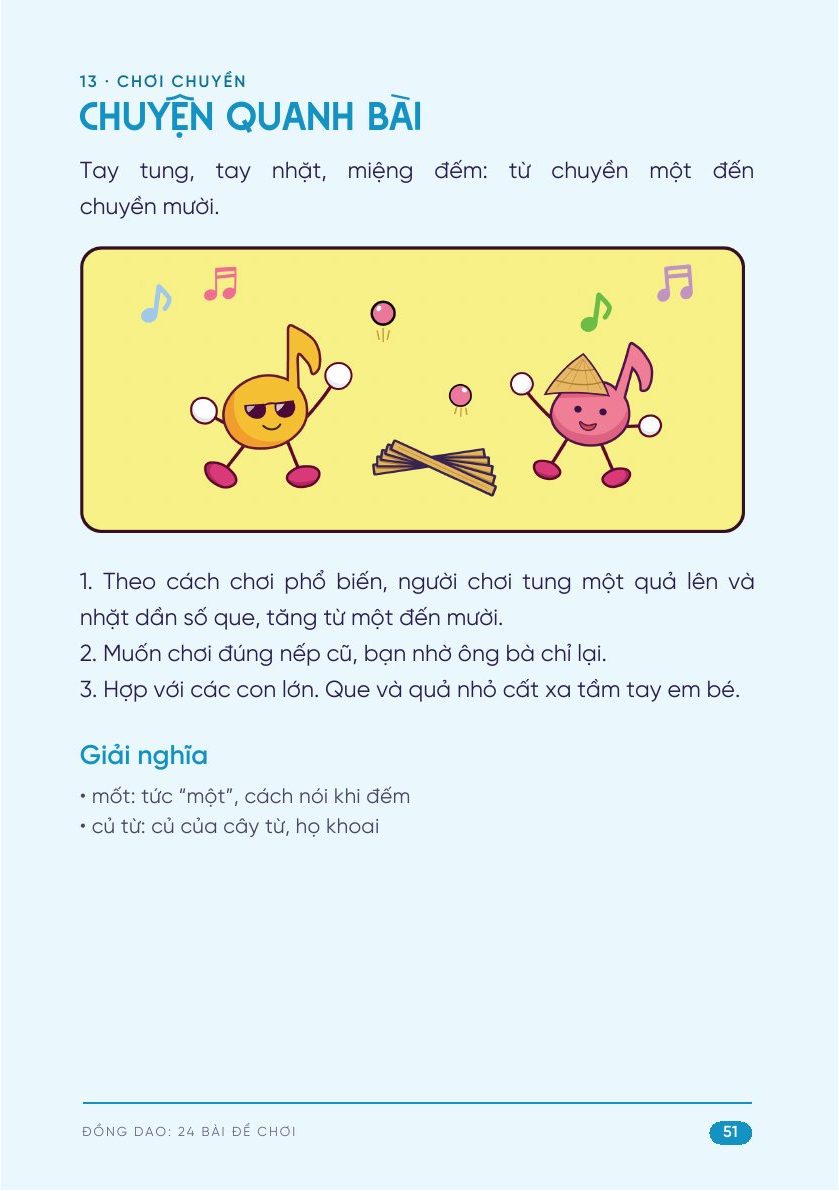 13 · CHƠI CHUYỀN
CHUYỆN QUANH BÀI
Tay tung, tay nhặt, miệng đếm: từ chuyền một đến
chuyền mười.
1. Theo cách chơi phổ biến, người chơi tung một quả lên và
nhặt dần số que, tăng từ một đến mười.
2. Muốn chơi đúng nếp cũ, bạn nhờ ông bà chỉ lại.
3. Hợp với các con lớn. Que và quả nhỏ cất xa tầm tay em bé.
Giải nghĩa
• mốt: tức “một”, cách nói khi đếm
• củ từ: củ của cây từ, họ khoai
ĐỒNG DAO: 24 BÀI ĐỂ CHƠI
51